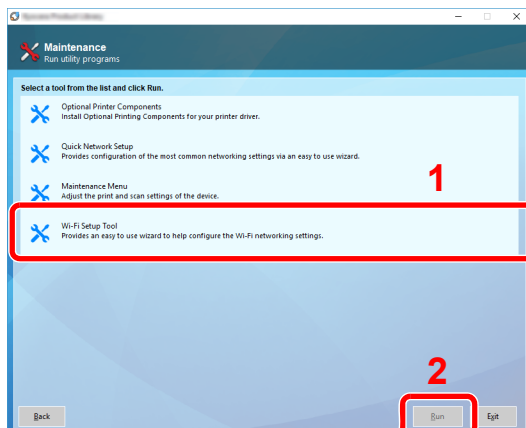 Maintenance
Run utility programs
Select a tool from the list and click Run.
Optional Printer Components
Install Optional Printing Components for your printer driver.
Quick Network Setup
Provides configuration of the most common networking settings via an easy to use wizard.
1
Maintenance Menu
Adjust the print and scan settings of the device.
Wi-Fi Setup Tool
Provides an easy to use wizard to help configure the Wi-Fi networking settings.
2
Back
Run
Exit